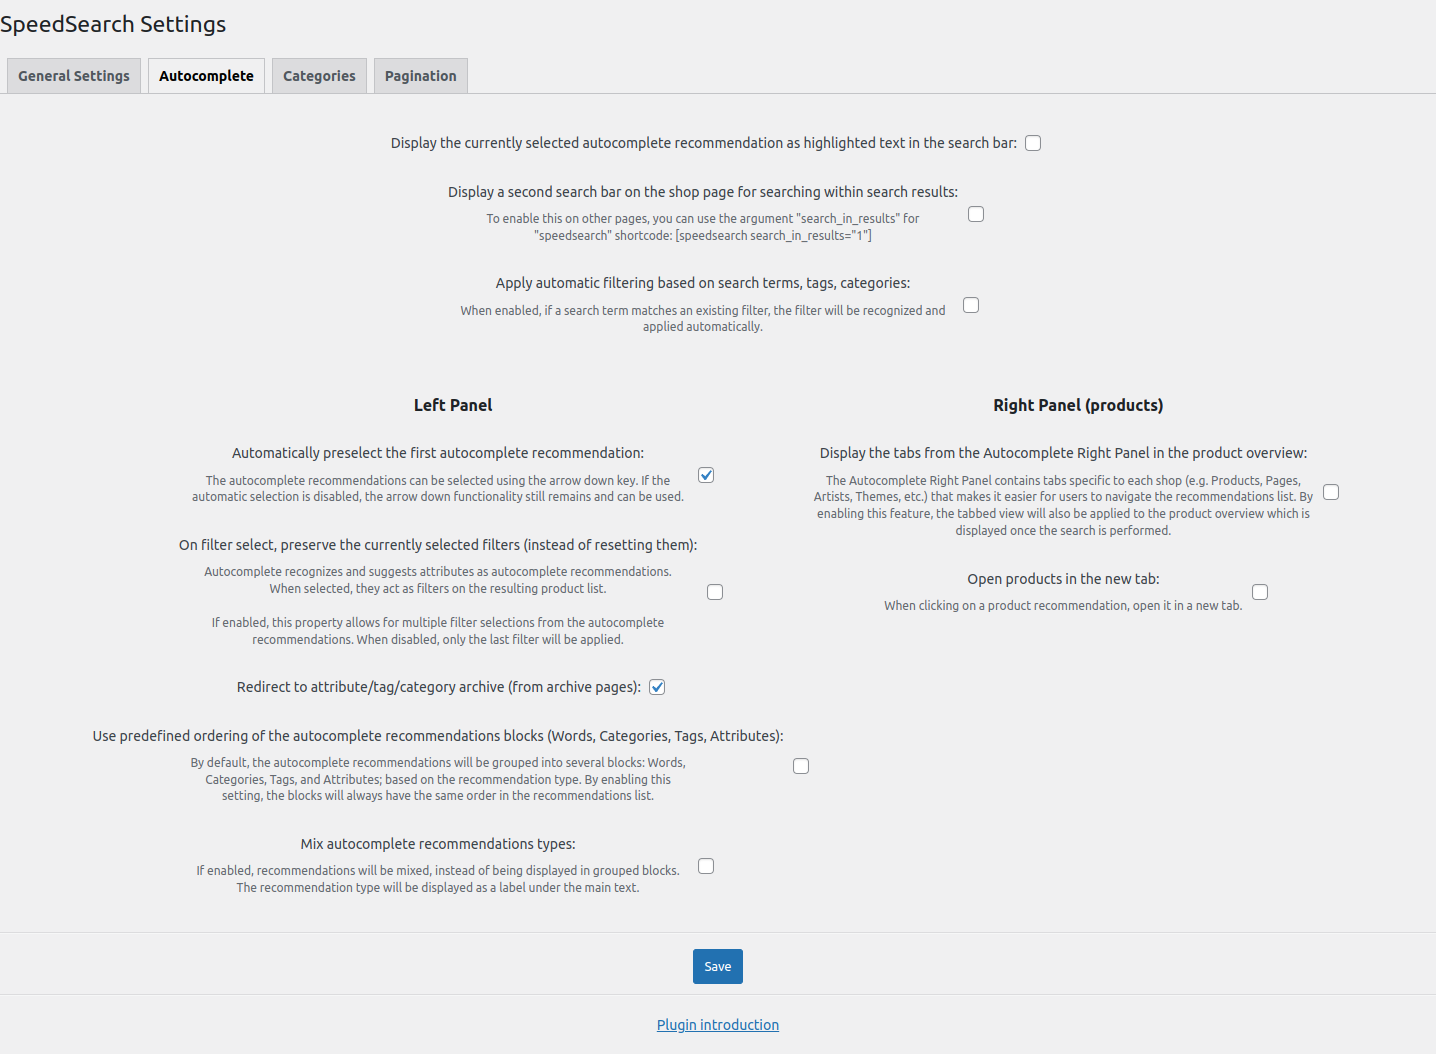 SpeedSearch Settings
General Settings
Autocomplete
Categories
Pagination
Display the currently selected autocomplete recommendation as highlighted text in the search bar:
Display a second search bar on the shop page for searching within search results:
To enable this on other pages, you can use the argument "search_in_results" for
"speedsearch" shortcode: [speedsearch search_in_results="1"]
Apply automatic filtering based on search terms, tags, categories:
When enabled, if a search term matches an existing filter, the filter will be recognized and
applied automatically.
Left Panel
Automatically preselect the first autocomplete recommendation:
The autocomplete recommendations can be selected using the arrow down key. If the
automatic selection is disabled, the arrow down functionality still remains and can be used.
On filter select, preserve the currently selected filters (instead of resetting them):
Autocomplete recognizes and suggests attributes as autocomplete recommendations.
When selected, they act as filters on the resulting product list.
If enabled, this property allows for multiple filter selections from the autocomplete
recommendations. When disabled, only the last filter will be applied.
Redirect to attribute/tag/category archive (from archive pages):
Use predefined ordering of the autocomplete recommendations blocks (Words, Categories, Tags, Attributes):
By default, the autocomplete recommendations will be grouped into several blocks: Words,
Categories, Tags, and Attributes; based on the recommendation type. By enabling this
setting, the blocks will always have the same order in the recommendations list.
Mix autocomplete recommendations types:
If enabled, recommendations will be mixed, instead of being displayed in grouped blocks.
The recommendation type will be displayed as a label under the main text.
Right Panel (products)
Display the tabs from the Autocomplete Right Panel in the product overview:
The Autocomplete Right Panel contains tabs specific to each shop (e.g. Products, Pages,
Artists, Themes, etc.) that makes it easier for users to navigate the recommendations list. By
enabling this feature, the tabbed view will also be applied to the product overview which is
displayed once the search is performed.
Open products in the new tab:
When clicking on a product recommendation, open it in a new tab.
Save
Plugin introduction